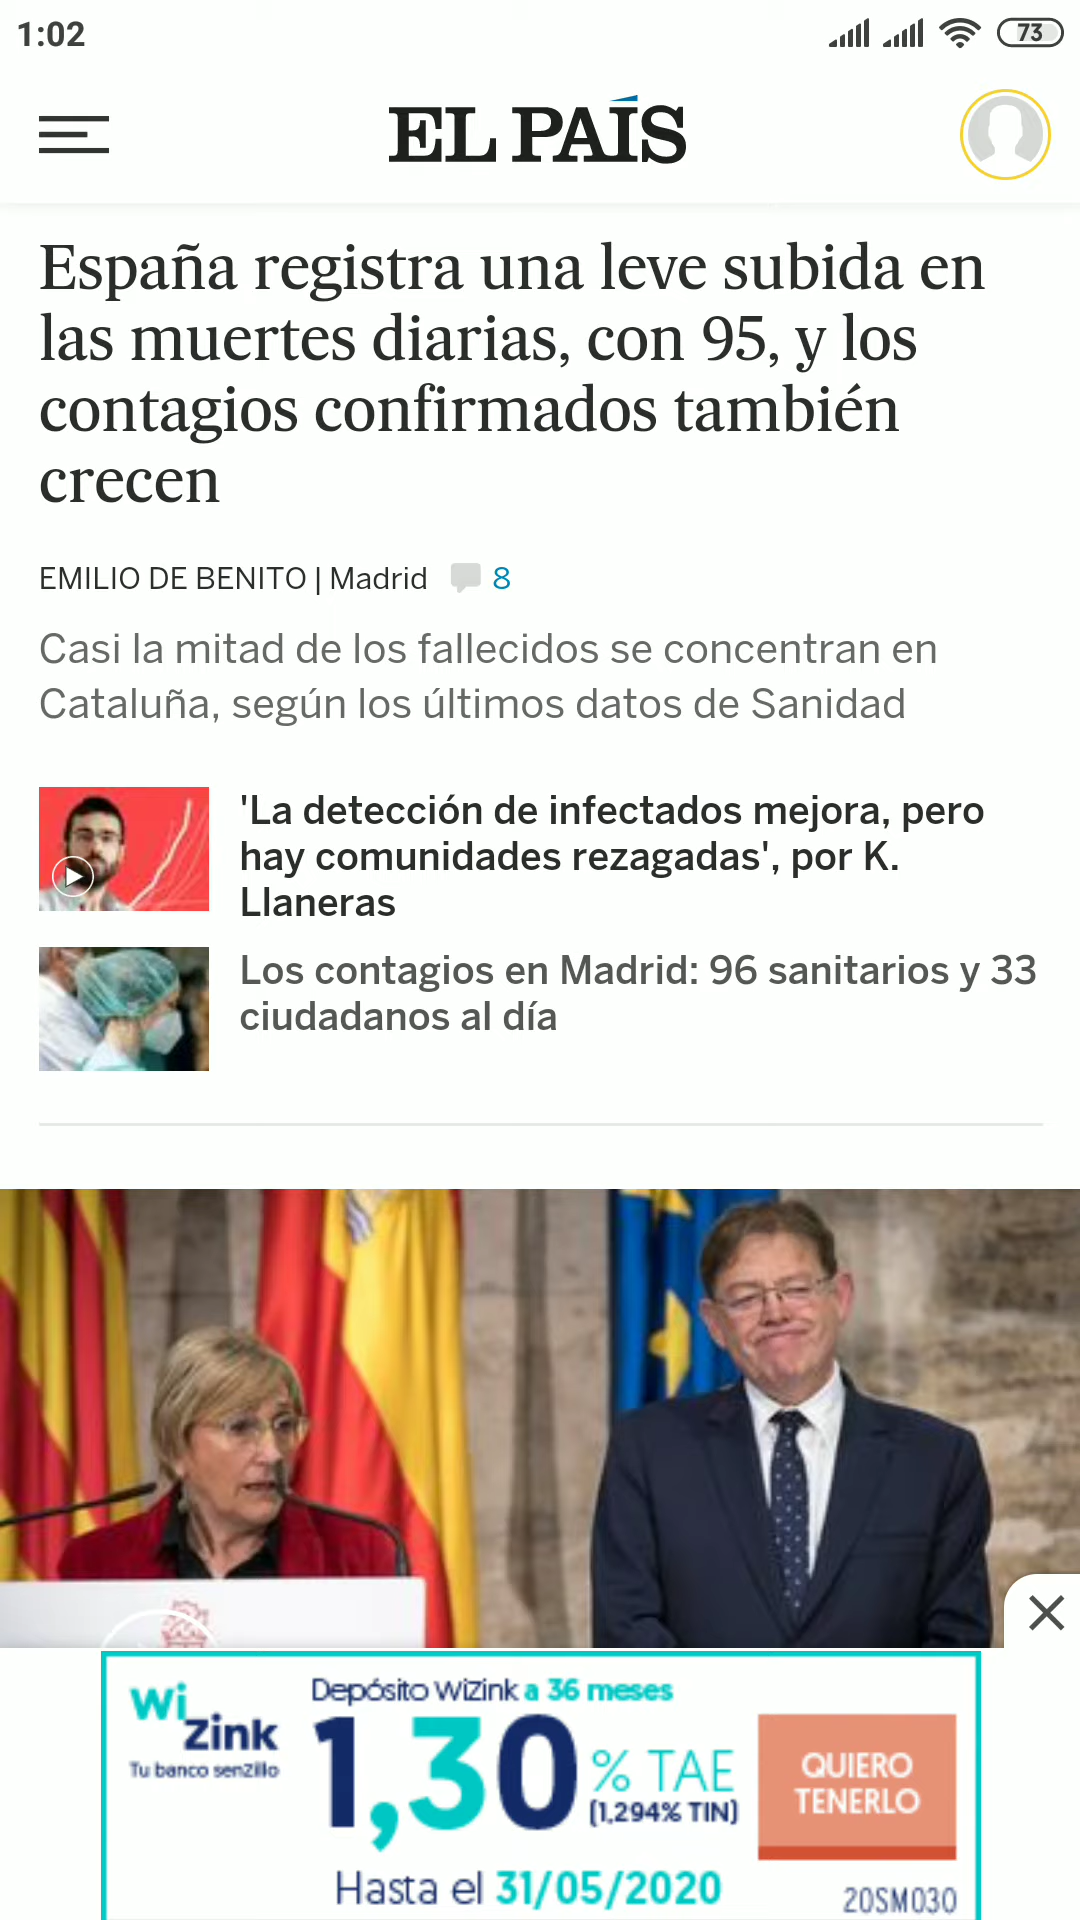 1:02
73
EL PAÍS
España registra una leve subida en
las muertes diarias, con 95, y los
contagios confirmados también
crecen
EMILIO DE BENITO | Madrid 8
Casi la mitad de los fallecidos se concentran en
Cataluña, según los últimos datos de Sanidad
'La detección de infectados mejora, pero
hay comunidades rezagadas', por K.
Llaneras
Los contagios en Madrid: 96 sanitarios y 33
ciudadanos al día
Wi
Zink
Tu banco senZillo
Depósito WiZink a 36 meses
1,30 % TAE
(1,294% TIN)
Hasta el 31/05/2020
QUIERO
TENERLO
20SM030